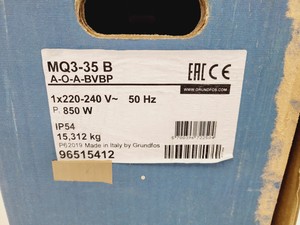 MQ3-35 B
A-O-A-BVBP
EAC CE
WWW.GRUNDFOS.COM
1x220-240 V~ 50 Hz
P. 850 W
IP54
15,312 kg
P62019 Made in Italy by Grundfos
96515412